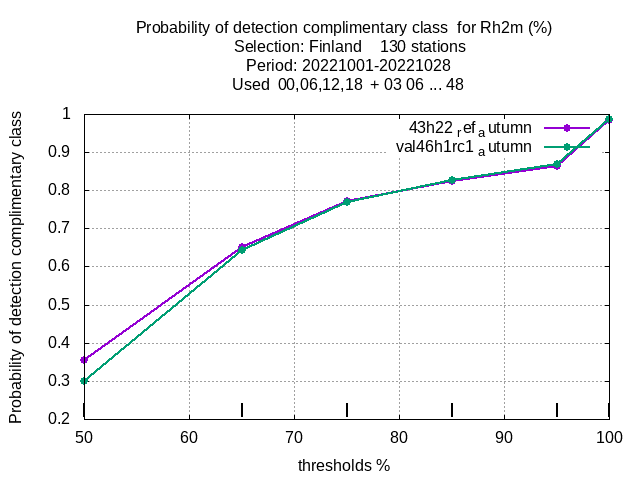 Probability of detection complimentary class  for Rh2m (%)
Selection: Finland    130 stations
Period: 20221001-20221028
Used  00,06,12,18  + 03 06 ... 48
Probability of detection complimentary class
1
0.9
0.8
0.7
0.6
0.5
0.4
0.3
0.2
43h22refautumn
val46h1rc1autumn
50 60 70 80 90 100
thresholds %